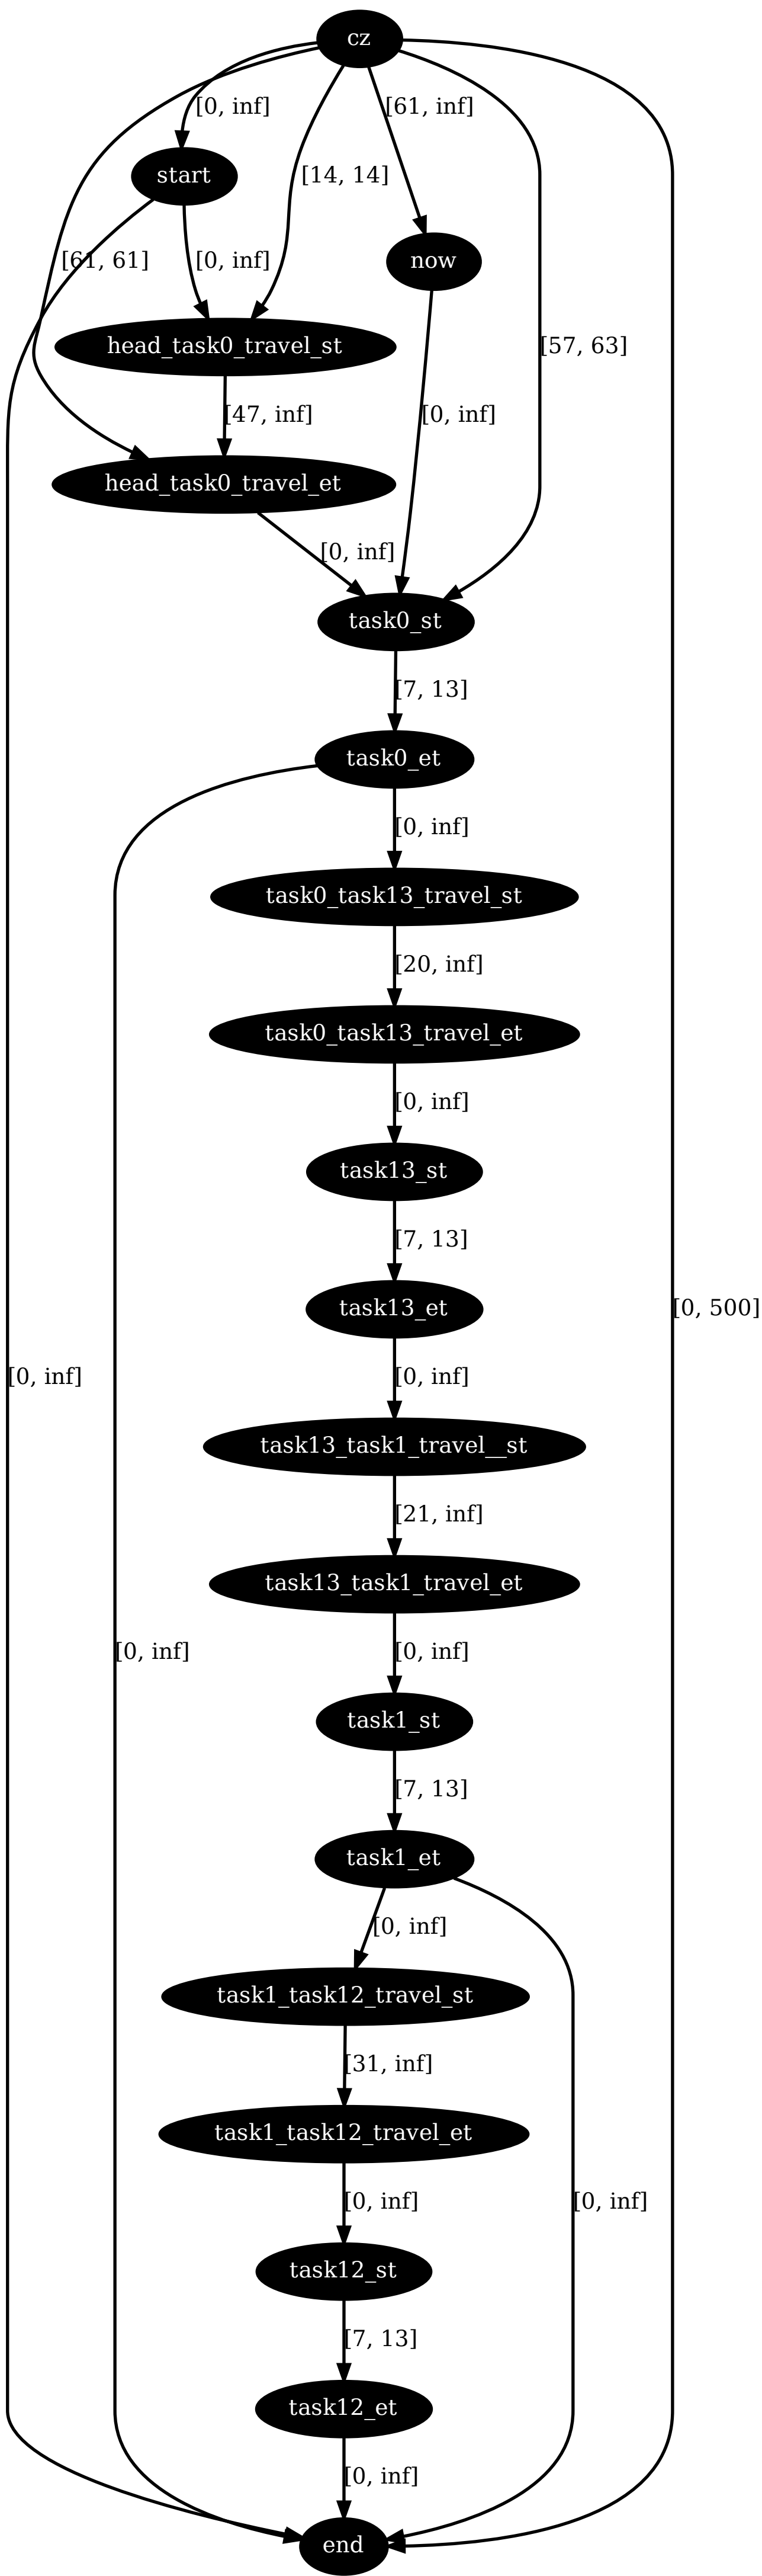 cz
[0, inf]
[61, inf]
start
[14, 14]
[61, 61]
[0, inf]
now
head_task0_travel_st
[57, 63]
[47, inf]
[0, inf]
head_task0_travel_et
[0, inf]
task0_st
[7, 13]
task0_et
[0, inf]
task0_task13_travel_st
[20, inf]
task0_task13_travel_et
[0, inf]
task13_st
[7, 13]
task13_et
[0, 500]
[0, inf]
[0, inf]
task13_task1_travel__st
[21, inf]
task13_task1_travel_et
[0, inf]
[0, inf]
task1_st
[7, 13]
task1_et
[0, inf]
task1_task12_travel_st
[31, inf]
task1_task12_travel_et
[0, inf]
[0, inf]
task12_st
[7, 13]
task12_et
[0, inf]
end